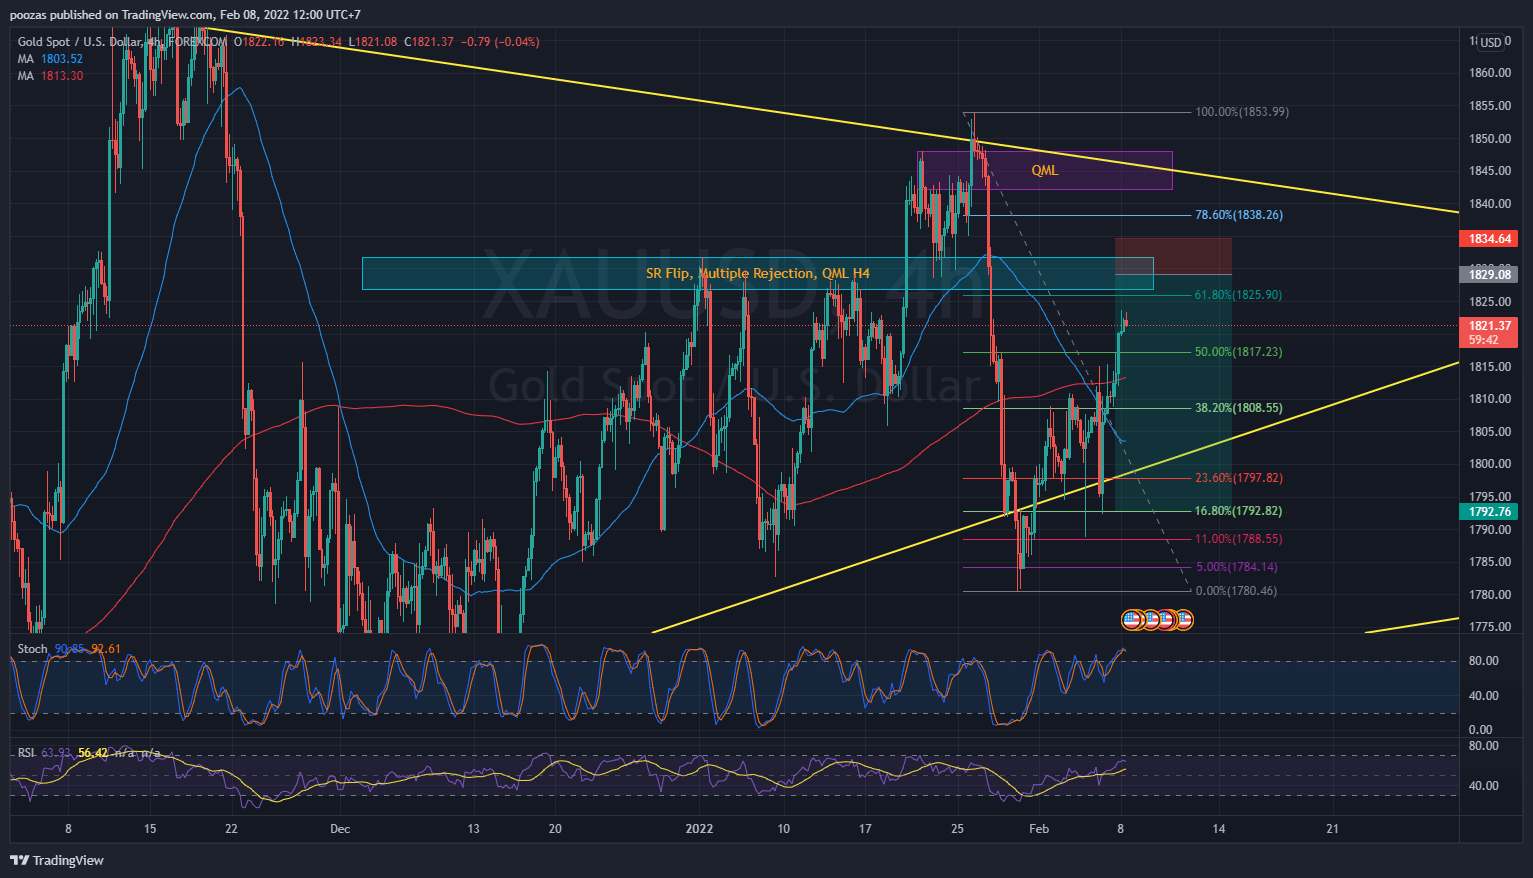 poozas published on TradingView.com, Feb 08, 2022 12:00 UTC+7
Gold Spot / U.S. Dollar, 4h, FOREXCOM O1822.16 H1823.34 L1821.08 C1821.37 −0.79 (−0.04%)
MA 1803.52
MA 1813.30
USD
1860.00
1855.00
1850.00
1845.00
1840.00
1834.64
1829.08
1825.00
1821.37
59:42
1815.00
1810.00
1805.00
1800.00
1795.00
1792.76
1790.00
1785.00
1780.00
1775.00
100.00%(1853.99)
QML
78.60%(1838.26)
SR Flip, Multiple Rejection, QML H4
61.80%(1825.90)
50.00%(1817.23)
38.20%(1808.55)
23.60%(1797.82)
16.80%(1792.82)
11.00%(1788.55)
5.00%(1784.14)
0.00%(1780.46)
XAUUSD, 4h
Gold Spot / U.S. Dollar
Stoch 90.85 92.61
80.00
40.00
0.00
RSI 63.93 56.42 n/a n/a
80.00
40.00
8 15 22 Dec 13 20 2022 10 17 25 Feb 8 14 21
TradingView